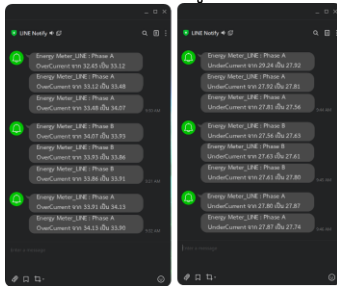 LINE Notify
Energy Meter_LINE : Phase A
OverCurrent จาก 32.45 เป็น 33.12
Energy Meter_LINE : Phase A
OverCurrent จาก 33.12 เป็น 33.48
Energy Meter_LINE : Phase A
OverCurrent จาก 33.48 เป็น 34.07
Energy Meter_LINE : Phase B
OverCurrent จาก 34.07 เป็น 33.93
Energy Meter_LINE : Phase B
OverCurrent จาก 33.93 เป็น 33.86
Energy Meter_LINE : Phase B
OverCurrent จาก 33.86 เป็น 33.91
Energy Meter_LINE : Phase A
OverCurrent จาก 33.91 เป็น 34.13
Energy Meter_LINE : Phase A
OverCurrent จาก 34.13 เป็น 33.90
Enter a message
LINE Notify
Energy Meter_LINE : Phase A
UnderCurrent จาก 29.24 เป็น 27.92
Energy Meter_LINE : Phase A
UnderCurrent จาก 27.92 เป็น 27.81
Energy Meter_LINE : Phase A
UnderCurrent จาก 27.81 เป็น 27.56
Energy Meter_LINE : Phase B
UnderCurrent จาก 27.56 เป็น 27.63
Energy Meter_LINE : Phase B
UnderCurrent จาก 27.63 เป็น 27.61
Energy Meter_LINE : Phase B
UnderCurrent จาก 27.61 เป็น 27.80
Energy Meter_LINE : Phase A
UnderCurrent จาก 27.80 เป็น 27.87
Energy Meter_LINE : Phase A
UnderCurrent จาก 27.87 เป็น 27.74
Enter a message